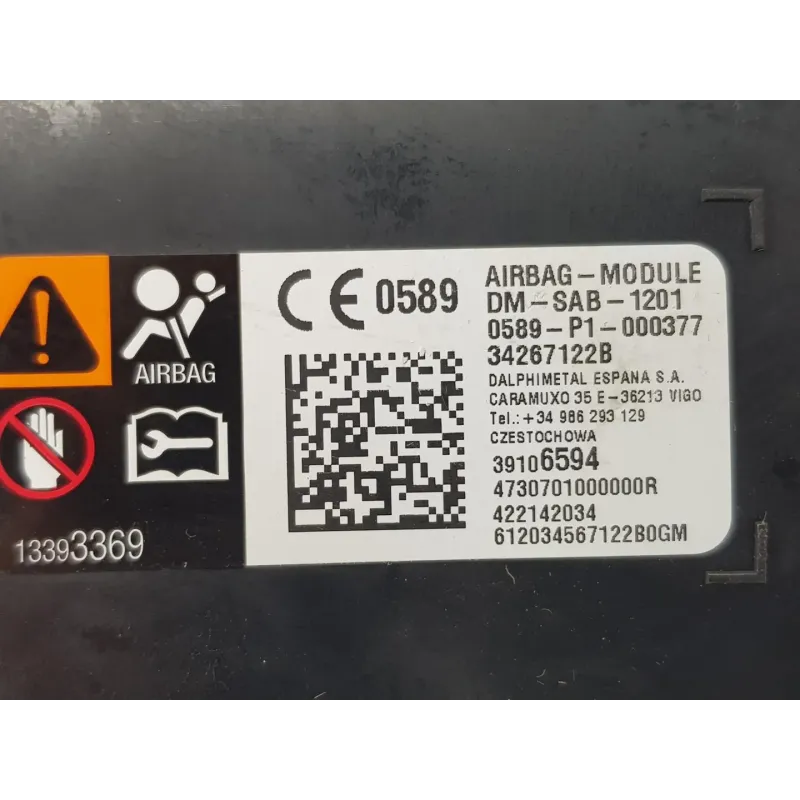 AIRBAG
13393369
CE 0589
AIRBAG-MODULE
DM-SAB-1201
0589-P1-000377
34267122B
DALPHIMETAL ESPANA S.A.
CARAMUXO 35 E-36213 VIGO
TEL.: +34 986 293 129
CZESTOCHOWA
39106594
4730701000000R
422142034
612034567122B0GM